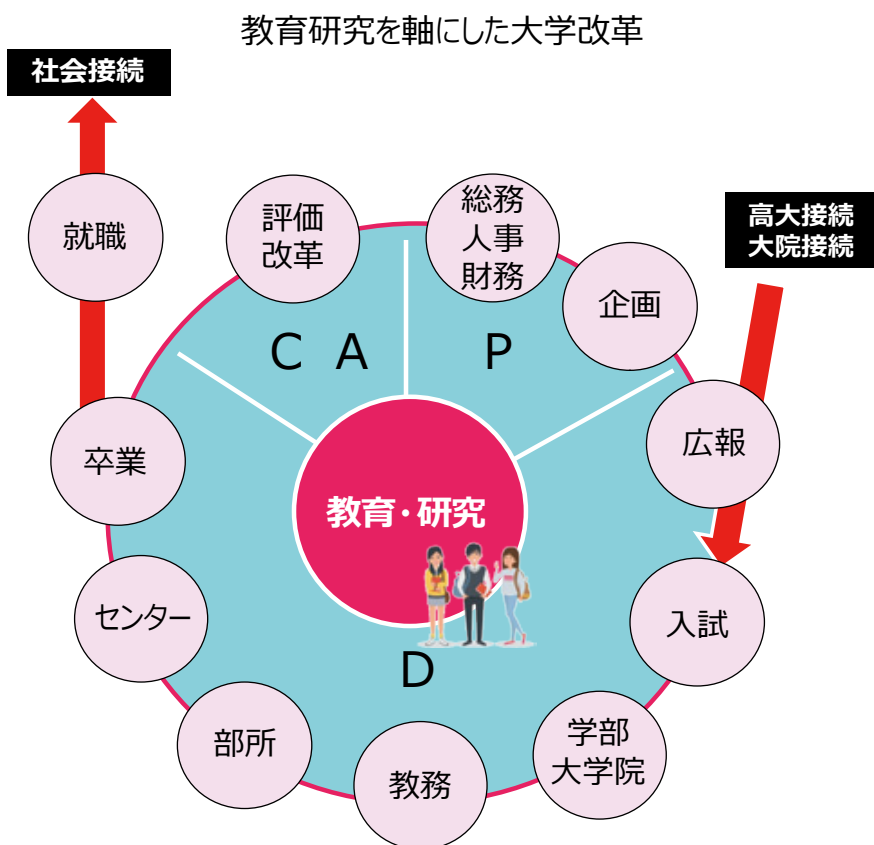 教育研究を軸にした大学改革
社会接続
就職
評価
改革
総務
人事
財務
企画
高大接続
大院接続
C A
P
広報
卒業
教育・研究
センター
入試
D
部所
教務
学部
大学院